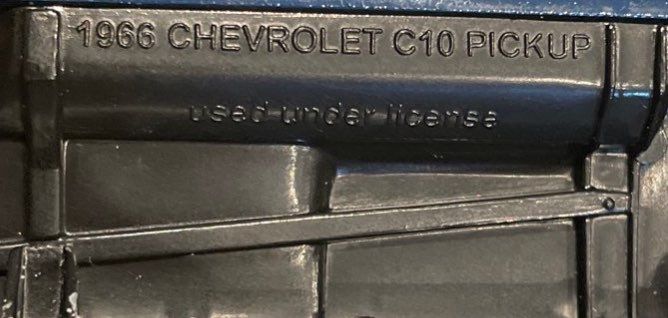 1966 CHEVROLET C10 PICKUP
used under license